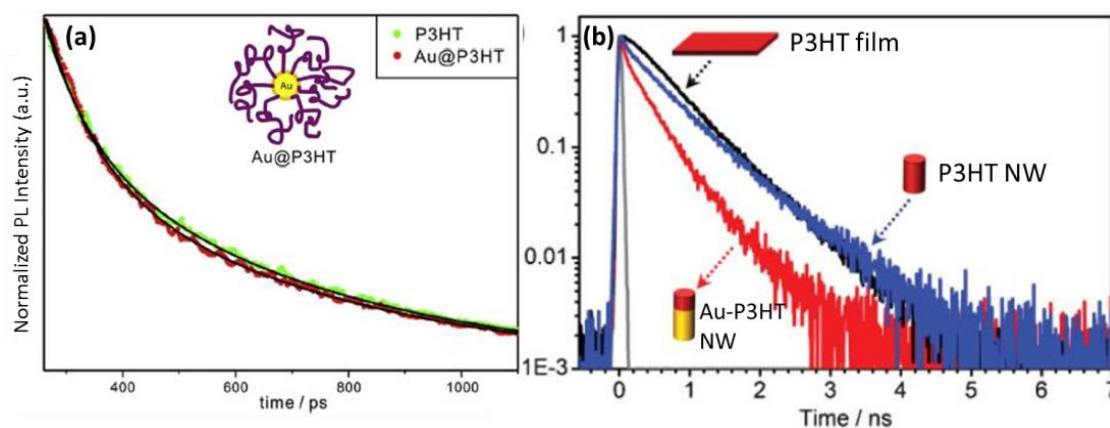 (a)
P3HT
Au@P3HT
Au
Au@P3HT
Normalized PL Intensity (a.u.)
400
600
800
1000
time / ps
(b)
P3HT film
P3HT NW
Au-P3HT
NW
1
0.1
0.01
1E-3
0
1
2
3
4
5
6
7
Time / ns